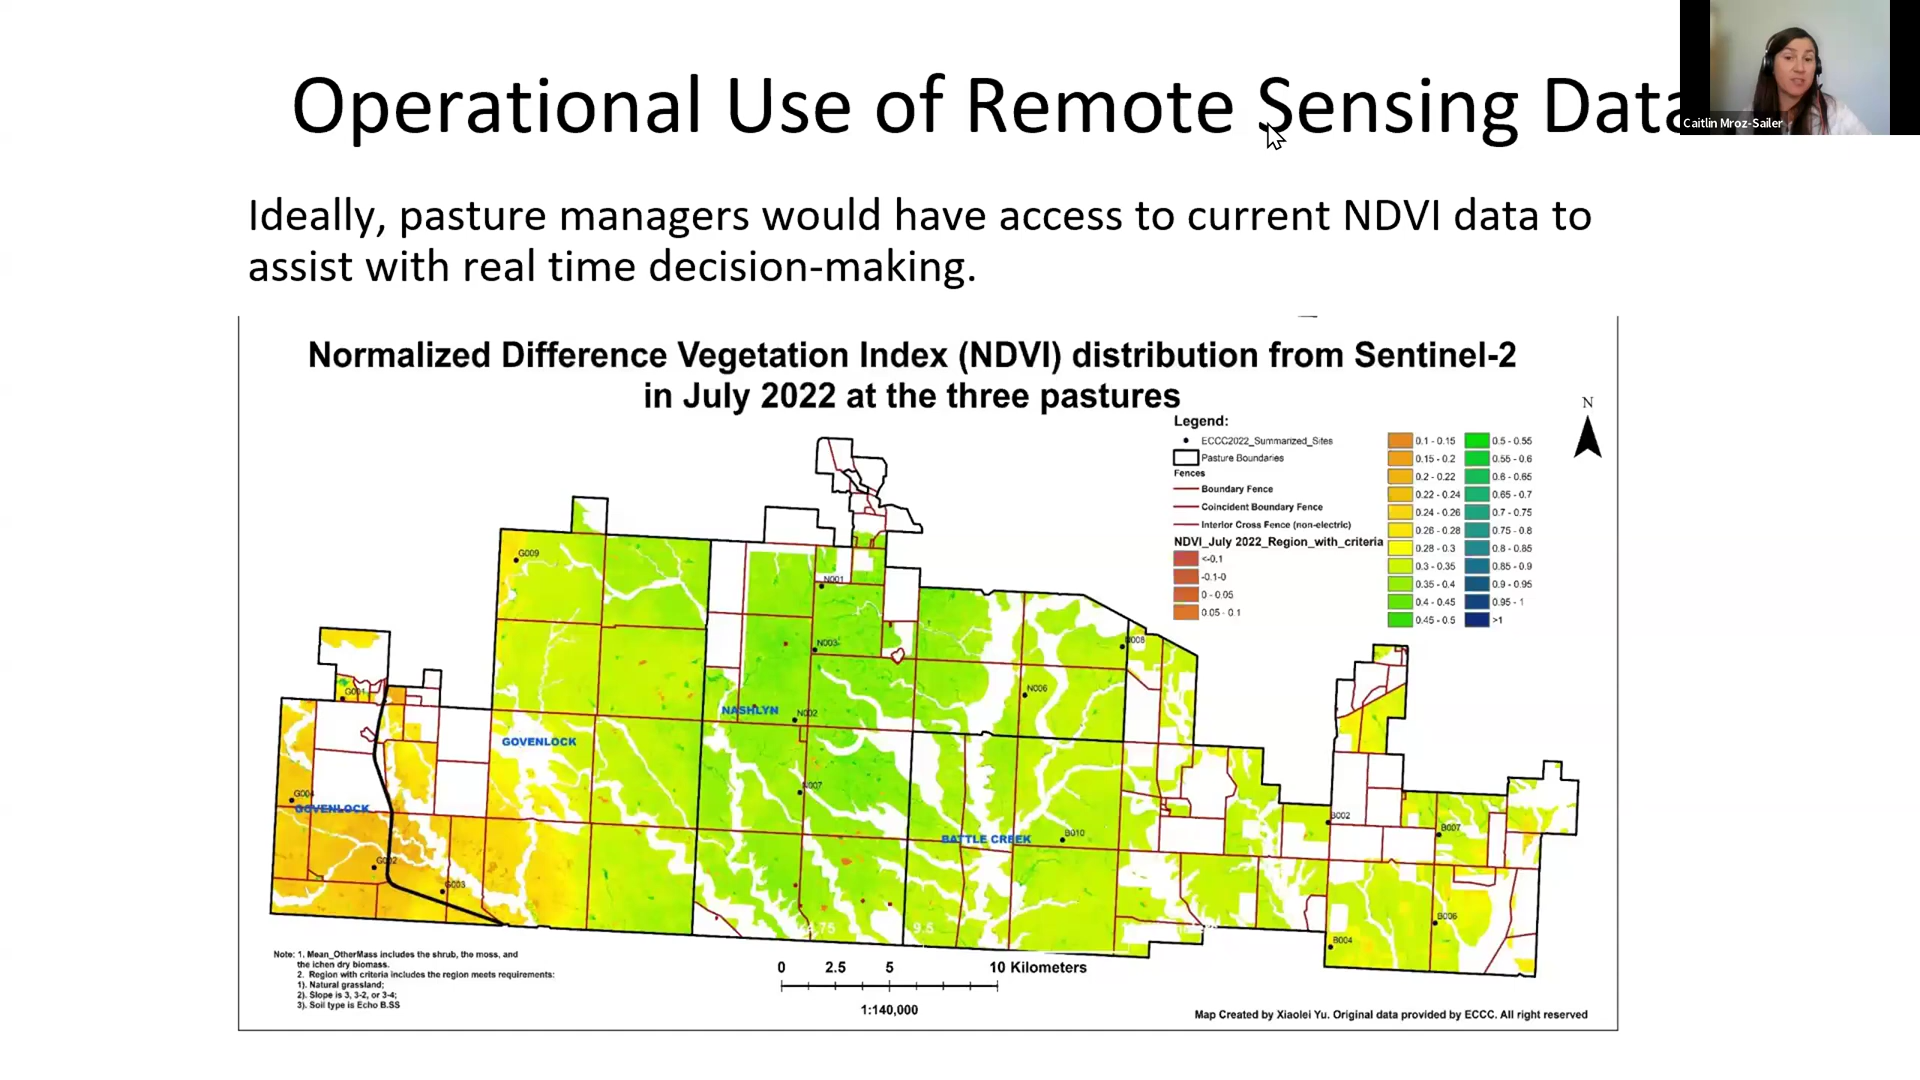 Operational Use of Remote Sensing Data
Caitlin Mroz-Sailer
Ideally, pasture managers would have access to current NDVI data to
assist with real time decision-making.
Normalized Difference Vegetation Index (NDVI) distribution from Sentinel-2
in July 2022 at the three pastures
N
Legend:
ECCC2022_Summarized_Sites
Pasture Boundaries
Fences
Boundary Fence
Coincident Boundary Fence
Interior Cross Fence (non-electric)
NDVI_July 2022_Region_with_criteria
<-0.1
-0.1-0
0 - 0.05
0.05 - 0.1
0.1 - 0.15
0.15 - 0.2
0.2 - 0.22
0.22 - 0.24
0.24 - 0.26
0.26 - 0.28
0.28 - 0.3
0.3 - 0.35
0.35 - 0.4
0.4 - 0.45
0.45 - 0.5
0.5 - 0.55
0.55 - 0.6
0.6 - 0.65
0.65 - 0.7
0.7 - 0.75
0.75 - 0.8
0.8 - 0.85
0.85 - 0.9
0.9 - 0.95
0.95 - 1
>1
G009
N001
N003
N008
G001
N006
NASHLYN
N002
GOVENLOCK
G004
GOVENLOCK
N007
B002
B007
BATTLE CREEK
B010
G002
G003
B006
B004
4.75
9.5
0 2.5 5 10 Kilometers
1:140,000
Note: 1. Mean_OtherMass includes the shrub, the moss, and
the ichen dry biomass.
2. Region with criteria includes the region meets requirements:
1). Natural grassland;
2). Slope is 3, 3-2, or 3-4;
3). Soil type is Echo B.SS
Map Created by Xiaolei Yu. Original data provided by ECCC. All right reserved